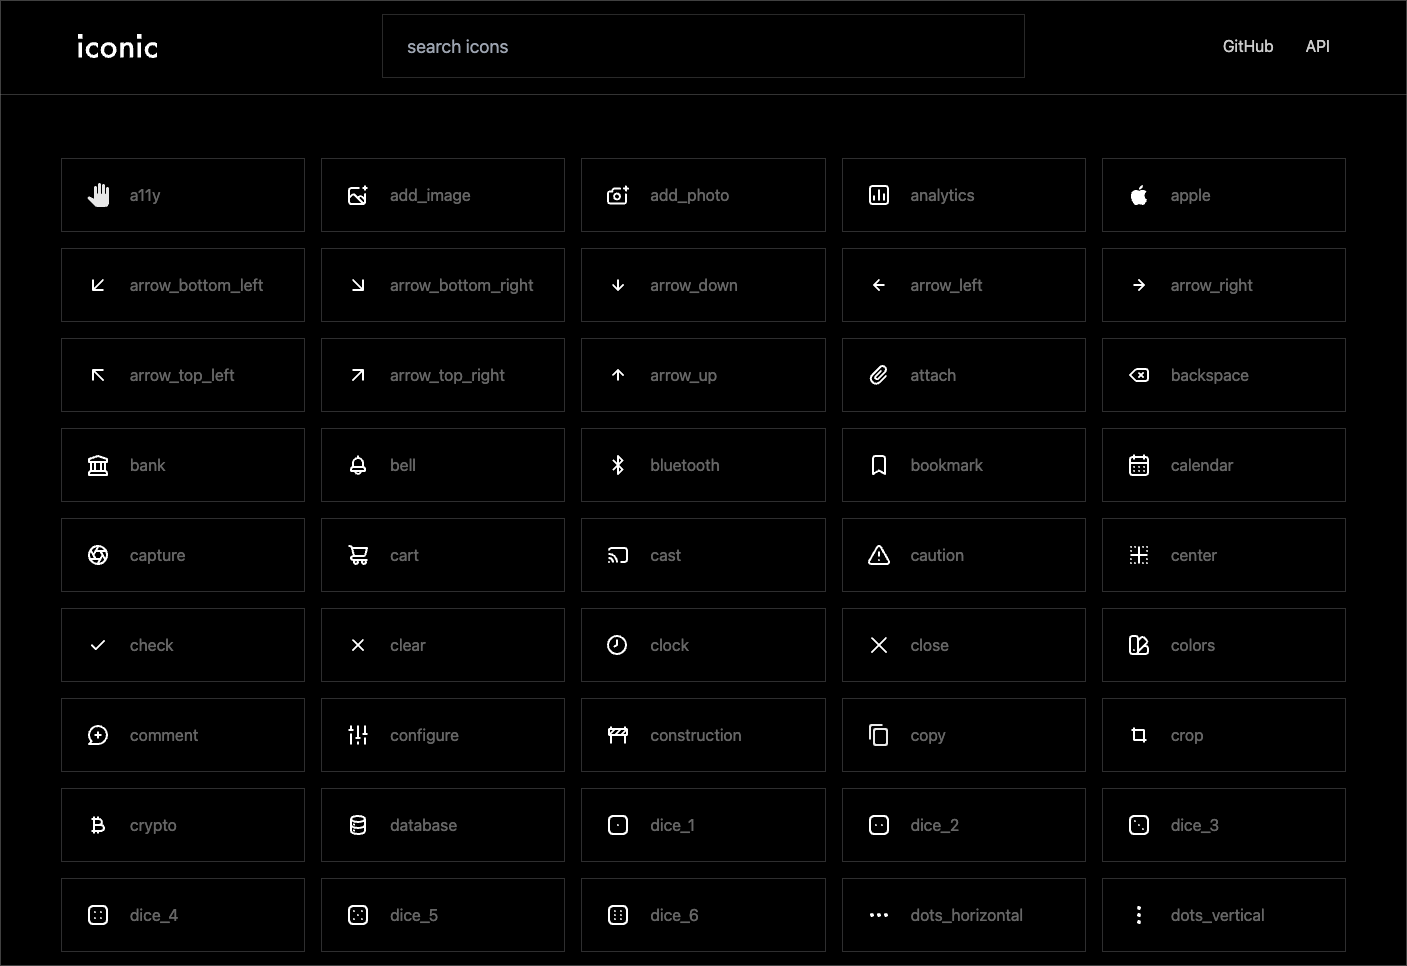 iconic
search icons
GitHub
API
a11y
add_image
add_photo
analytics
apple
arrow_bottom_left
arrow_bottom_right
arrow_down
arrow_left
arrow_right
arrow_top_left
arrow_top_right
arrow_up
attach
backspace
bank
bell
bluetooth
bookmark
calendar
capture
cart
cast
caution
center
check
clear
clock
close
colors
comment
configure
construction
copy
crop
crypto
database
dice_1
dice_2
dice_3
dice_4
dice_5
dice_6
dots_horizontal
dots_vertical